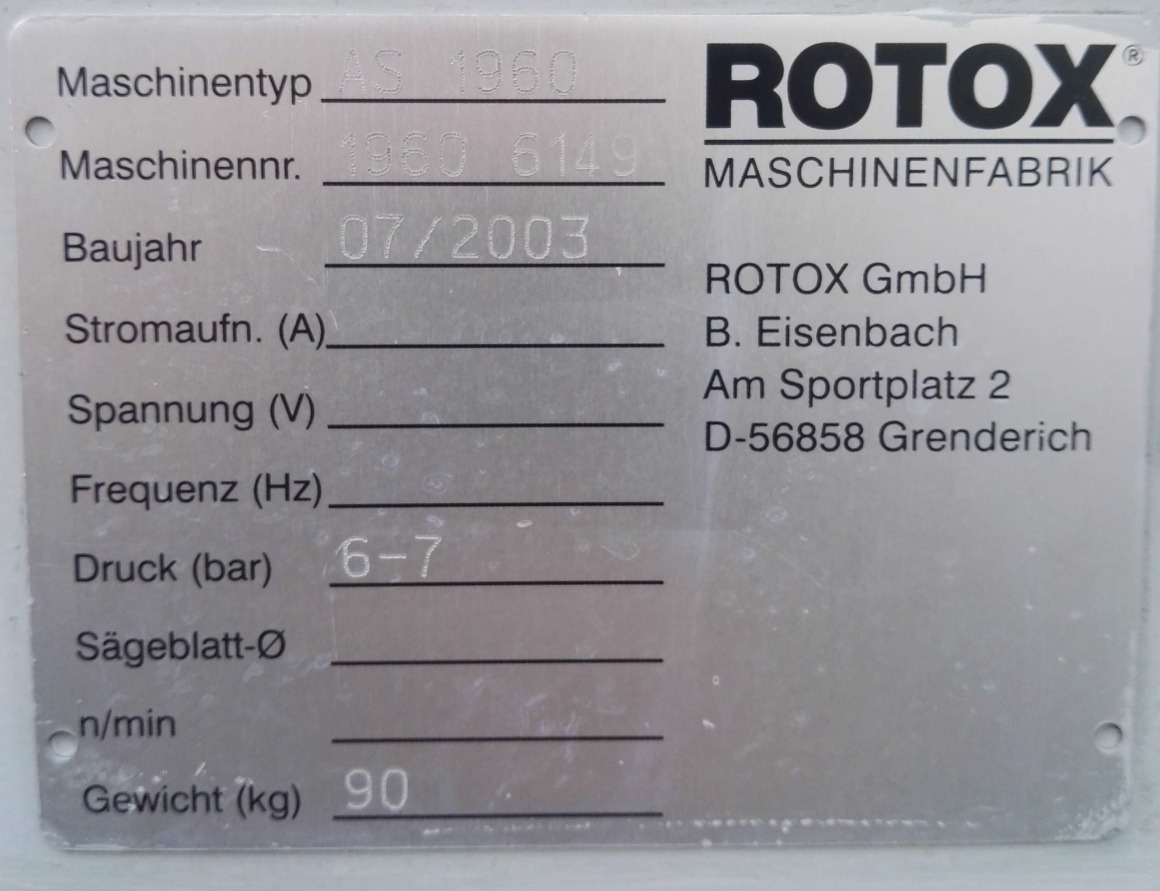 Maschinentyp AS 1960
Maschinennr. 1960 6149
Baujahr 07/2003
Stromaufn. (A)
Spannung (V)
Frequenz (Hz)
Druck (bar) 6-7
Sägeblatt-Ø
n/min
Gewicht (kg) 90
ROTOX®
MASCHINENFABRIK
ROTOX GmbH
B. Eisenbach
Am Sportplatz 2
D-56858 Grenderich